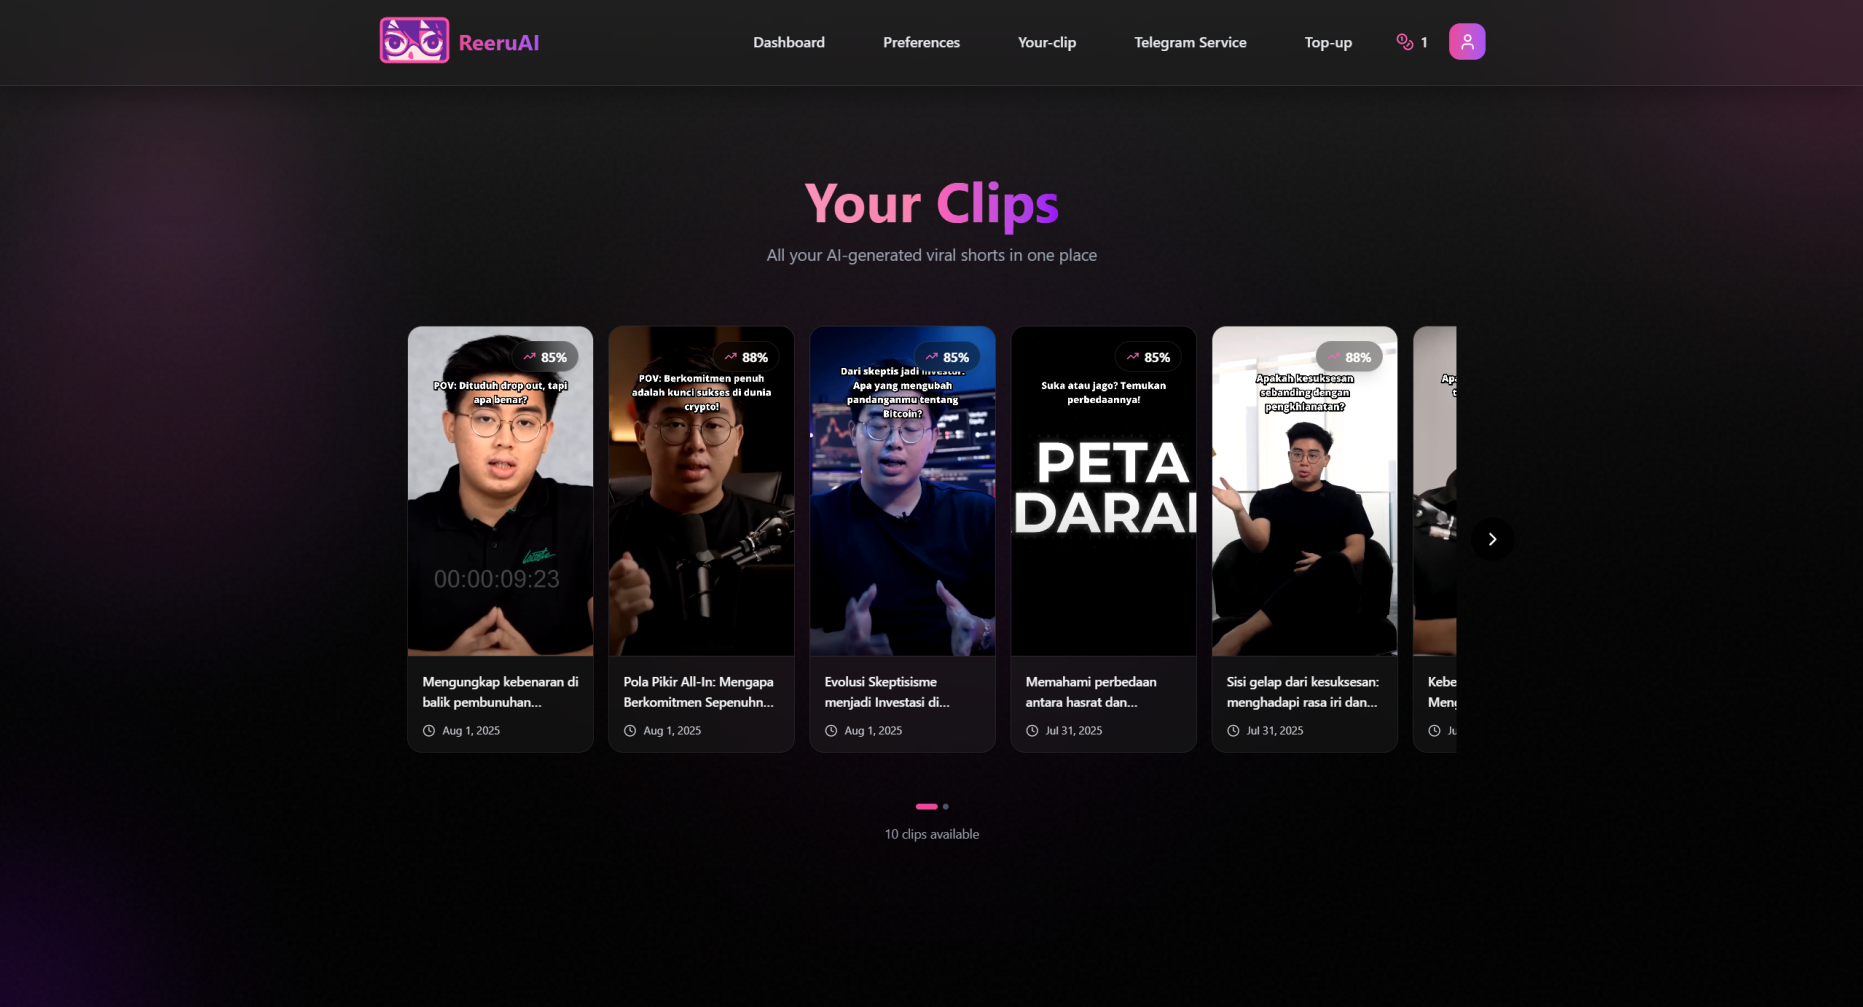 ReeruAI
Dashboard
Preferences
Your-clip
Telegram Service
Top-up
1
Your Clips
All your AI-generated viral shorts in one place
85%
POV: Dituduh drop out, tapi
apa benar?
00:00:09:23
Mengungkap kebenaran di
balik pembunuhan...
Aug 1, 2025
88%
POV: Berkomitmen penuh
adalah kunci sukses di dunia
crypto!
Pola Pikir All-In: Mengapa
Berkomitmen Sepenuhn...
Aug 1, 2025
85%
Dari skeptis jadi investor:
Apa yang mengubah
pandanganmu tentang
Bitcoin?
Evolusi Skeptisisme
menjadi Investasi di...
Aug 1, 2025
85%
Suka atau jago? Temukan
perbedaannya!
PETA
DARAI
Memahami perbedaan
antara hasrat dan...
Jul 31, 2025
88%
Apakah kesuksesan
sebanding dengan
pengkhianatan?
Sisi gelap dari kesuksesan:
menghadapi rasa iri dan...
Jul 31, 2025
Apa
t
Kebe
Meng
Ju
10 clips available